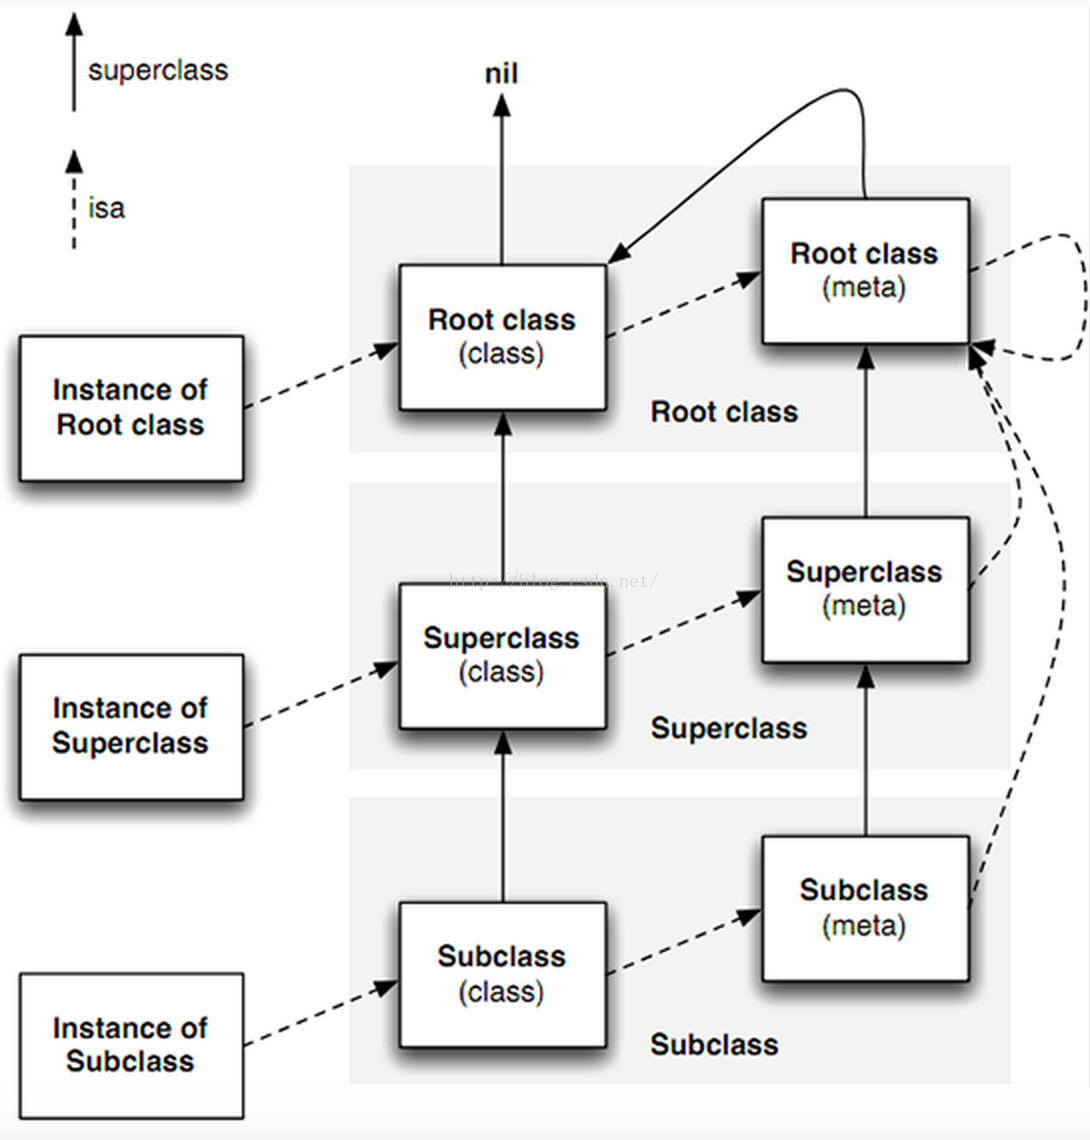 superclass
nil
isa
Root class
(meta)
Root class
(class)
Instance of
Root class
Root class
Superclass
(meta)
http://blog.csdn.net/
Superclass
(class)
Instance of
Superclass
Superclass
Subclass
(meta)
Subclass
(class)
Instance of
Subclass
Subclass